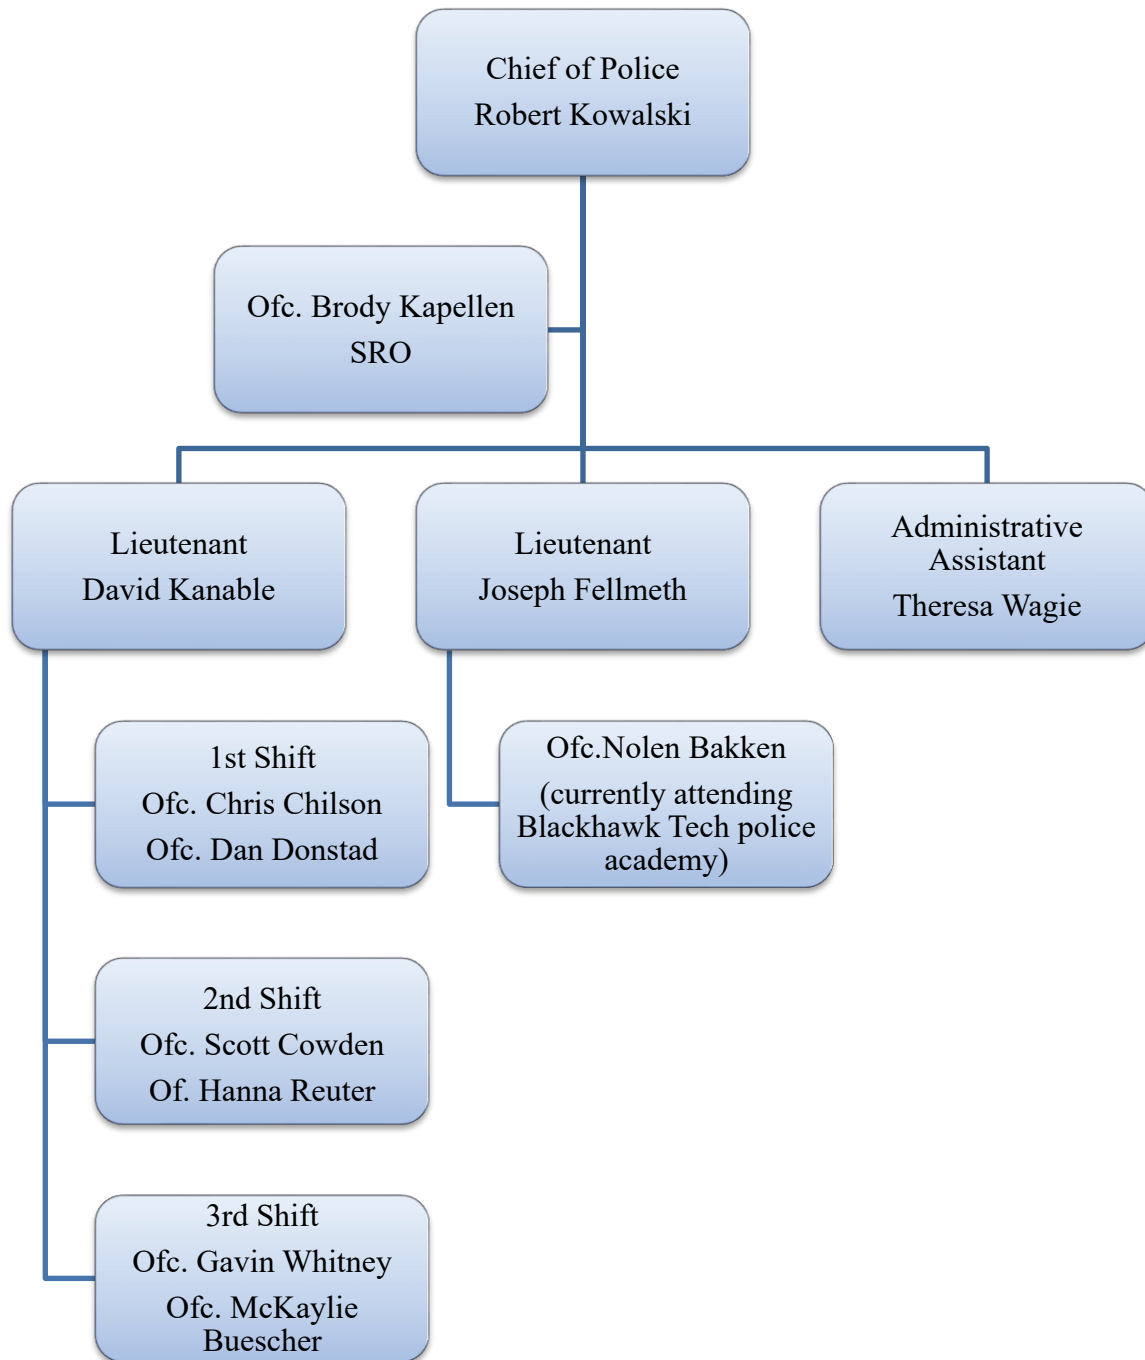 Chief of Police
Robert Kowalski
Ofc. Brody Kapellen
SRO
Lieutenant
David Kanable
Lieutenant
Joseph Fellmeth
Administrative
Assistant
Theresa Wagie
1st Shift
Ofc. Chris Chilson
Ofc. Dan Donstad
Ofc.Nolen Bakken
(currently attending
Blackhawk Tech police
academy)
2nd Shift
Ofc. Scott Cowden
Of. Hanna Reuter
3rd Shift
Ofc. Gavin Whitney
Ofc. McKaylie
Buescher